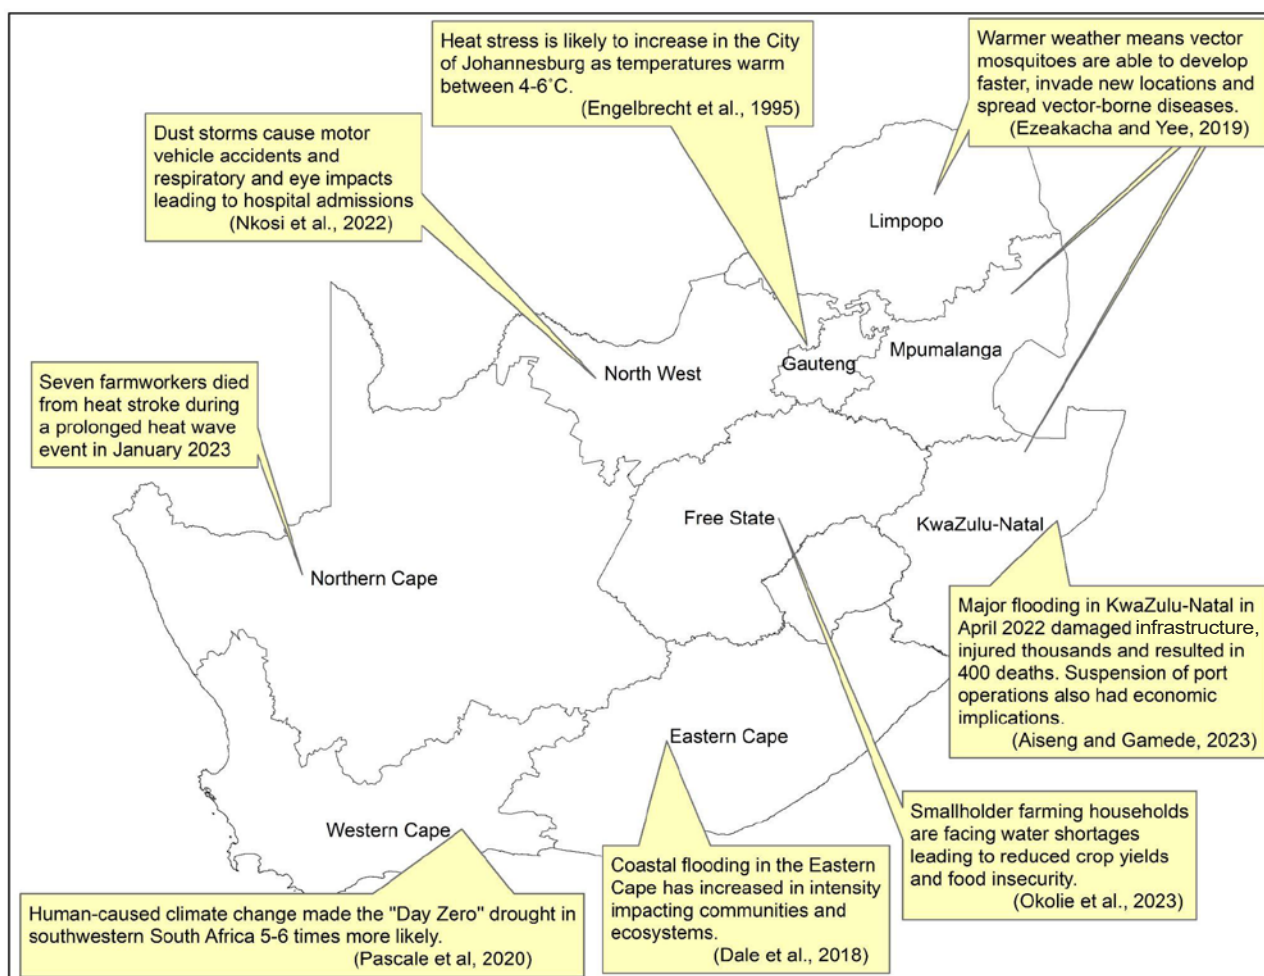 Heat stress is likely to increase in the City
of Johannesburg as temperatures warm
between 4-6˚C.
(Engelbrecht et al., 1995)
Warmer weather means vector
mosquitoes are able to develop
faster, invade new locations and
spread vector-borne diseases.
(Ezeakacha and Yee, 2019)
Dust storms cause motor
vehicle accidents and
respiratory and eye impacts
leading to hospital admissions
(Nkosi et al., 2022)
Limpopo
Mpumalanga
Gauteng
North West
Seven farmworkers died
from heat stroke during
a prolonged heat wave
event in January 2023
Free State
KwaZulu-Natal
Northern Cape
Major flooding in KwaZulu-Natal in
April 2022 damaged infrastructure,
injured thousands and resulted in
400 deaths. Suspension of port
operations also had economic
implications.
(Aiseng and Gamede, 2023)
Eastern Cape
Western Cape
Smallholder farming households
are facing water shortages
leading to reduced crop yields
and food insecurity.
(Okolie et al., 2023)
Coastal flooding in the Eastern
Cape has increased in intensity
impacting communities and
ecosystems.
(Dale et al., 2018)
Human-caused climate change made the "Day Zero" drought in
southwestern South Africa 5-6 times more likely.
(Pascale et al, 2020)